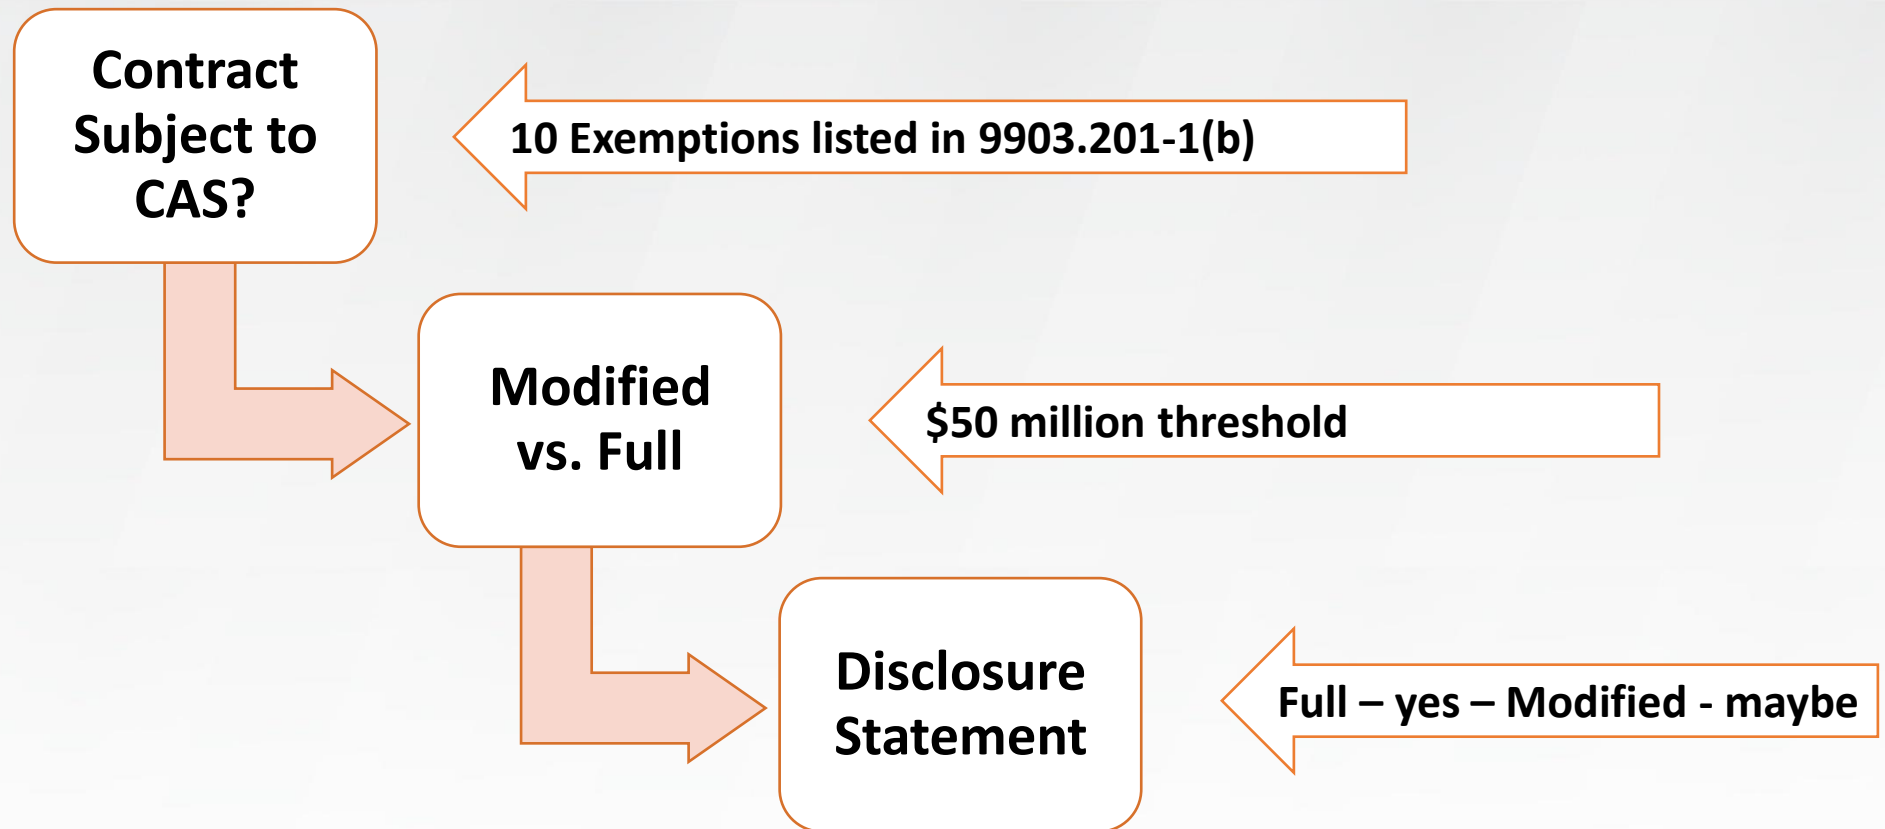 Contract
Subject to
CAS?
10 Exemptions listed in 9903.201-1(b)
Modified
vs. Full
$50 million threshold
Disclosure
Statement
Full – yes – Modified - maybe